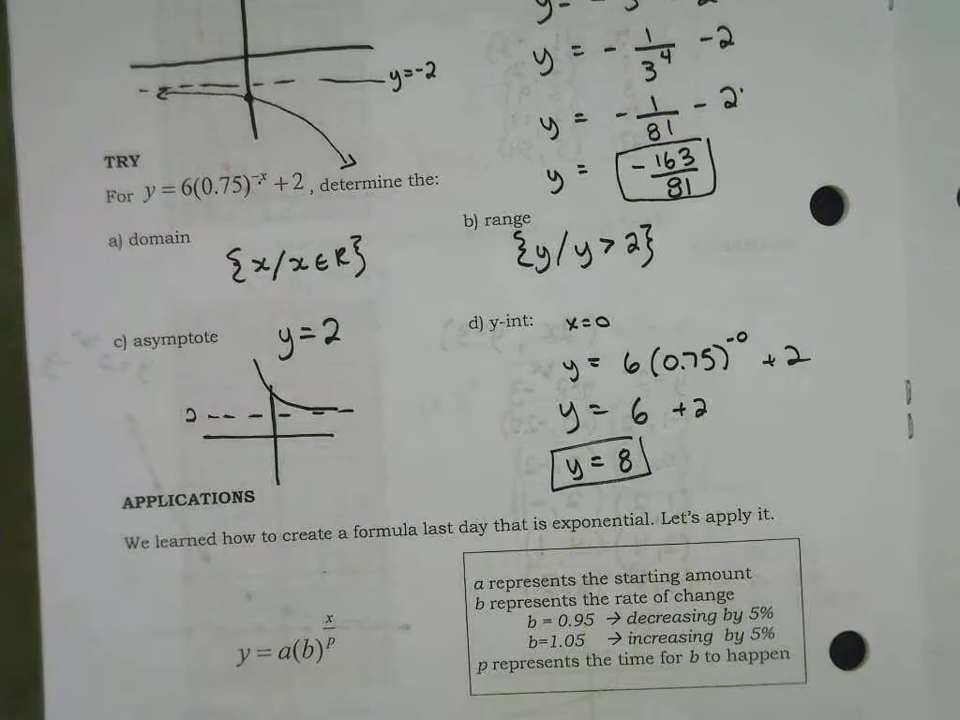 y = - 1/3⁴ - 2
y=-2
y = - 1/81 - 2
y = -163/81
TRY
For y = 6(0.75)⁻ˣ + 2, determine the:
a) domain
{x/x∈R}
b) range
{y/y>2}
c) asymptote
y=2
d) y-int: x=0
y = 6(0.75)⁻⁰ + 2
2
y = 6 + 2
y = 8
APPLICATIONS
We learned how to create a formula last day that is exponential. Let's apply it.
y = a(b)^(x/p)
a represents the starting amount
b represents the rate of change
b = 0.95 → decreasing by 5%
b=1.05 → increasing by 5%
p represents the time for b to happen